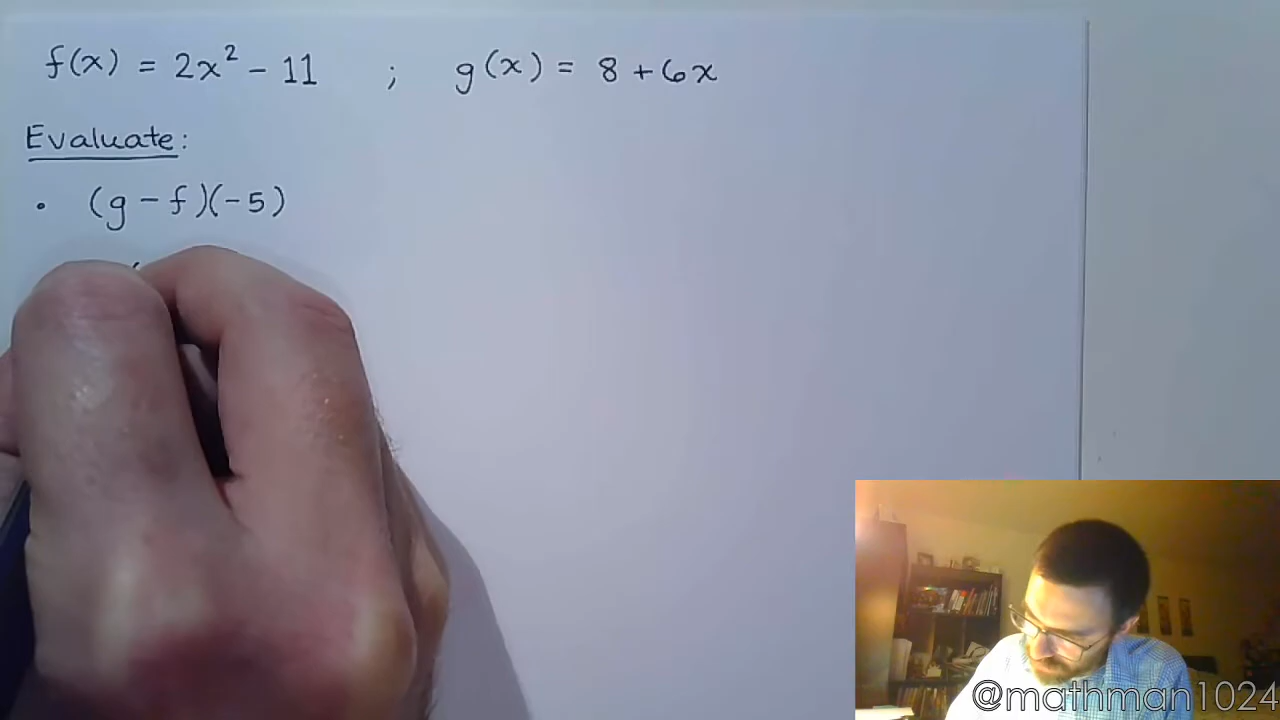 f(x) = 2x² - 11 ; g(x) = 8 + 6x
Evaluate:
• (g - f)(-5)
@mathman1024